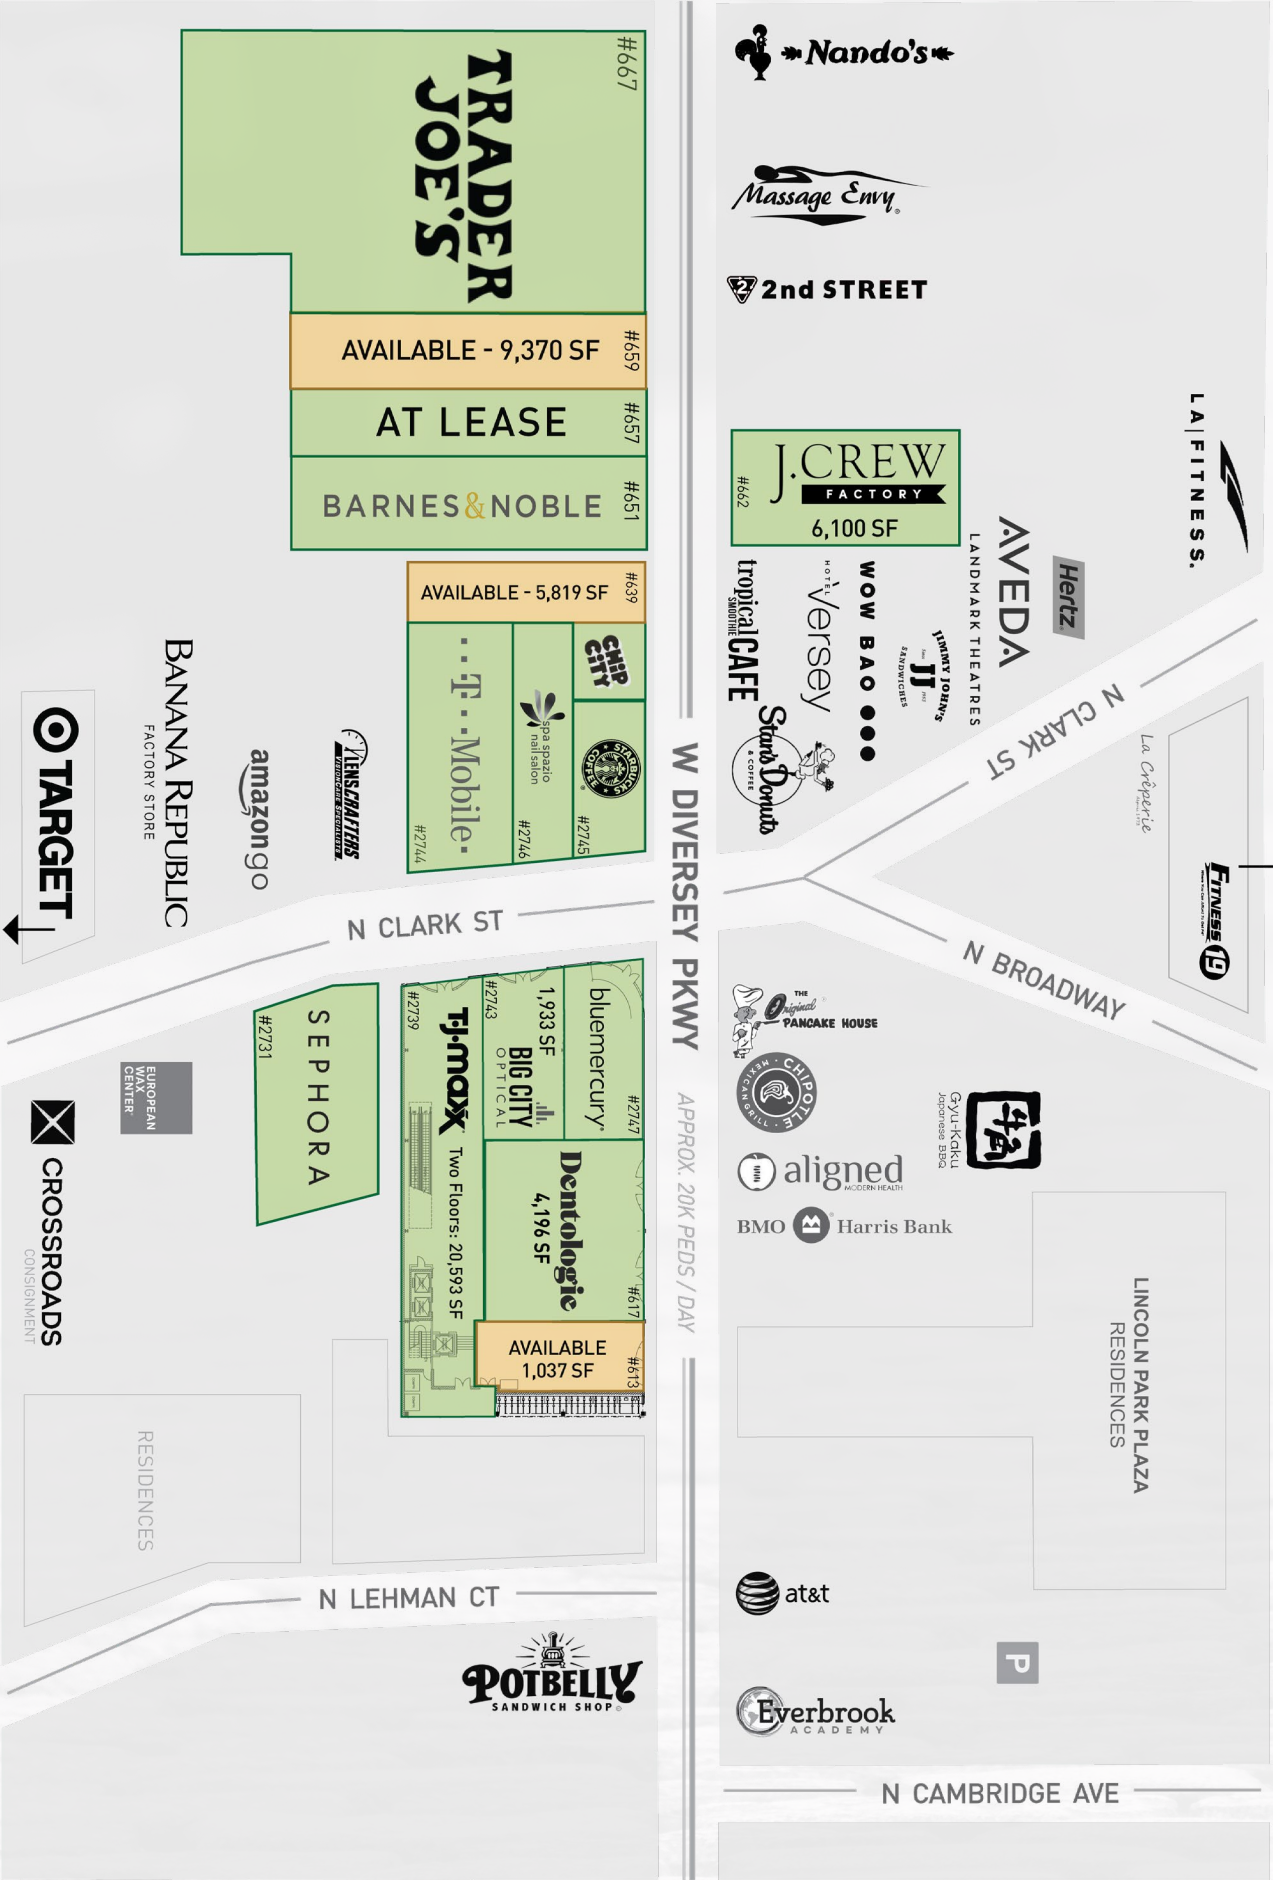 #667
TRADER
JOE'S
AVAILABLE - 9,370 SF
#659
AT LEASE
#657
BARNES&NOBLE
#651
AVAILABLE - 5,819 SF
#639
CHIP
CITY
T Mobile
#2744
spa spazio
nail salon
#2746
STARBUCKS
COFFEE
#2745
BANANA REPUBLIC
FACTORY STORE
TARGET
amazongo
LENSCRAFTERS
N CLARK ST
W DIVERSEY PKWY
APPROX. 20K PEDS / DAY
Nando's
Massage Envy
2 2nd STREET
J.CREW
FACTORY
6,100 SF
#662
LA|FITNESS.
AVEDA
LANDMARK THEATRES
Hertz
tropical
SMOOTHIE
CAFE
HOTEL
Versey
WOW BAO
JIMMY JOHN'S
JJ
SANDWICHES
Stan's Donuts
& COFFEE
N CLARK ST
La Crêperie
FITNESS 19
N BROADWAY
THE
Original
PANCAKE HOUSE
CHIPOTLE
MEXICAN GRILL
Gyu-Kaku
Japanese BBQ
牛角
aligned
MODERN HEALTH
BMO Harris Bank
LINCOLN PARK PLAZA
RESIDENCES
at&t
P
Everbrook
ACADEMY
N CAMBRIDGE AVE
bluemercury
#2747
1,933 SF
BIG CITY
OPTICAL
#2743
T.J.maxx
Two Floors: 20,593 SF
#2739
Dentologie
4,196 SF
#617
AVAILABLE
1,037 SF
#613
SEPHORA
#2731
EUROPEAN
WAX
CENTER
CROSSROADS
CONSIGNMENT
RESIDENCES
N LEHMAN CT
POTBELLY
SANDWICH SHOP